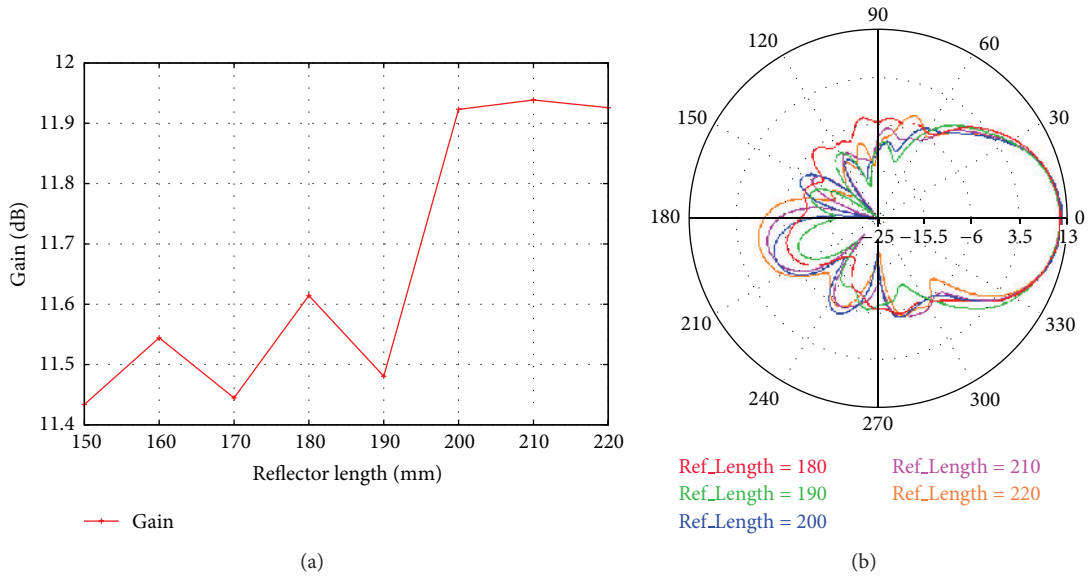 12
11.9
11.8
11.7
11.6
11.5
11.4
Gain (dB)
150 160 170 180 190 200 210 220
Reflector length (mm)
Gain
(a)
90
120 60
150 30
180 0
−25 −15.5 −6 3.5 13
210 330
240 300
270
Ref_Length = 180 Ref_Length = 210
Ref_Length = 190 Ref_Length = 220
Ref_Length = 200
(b)